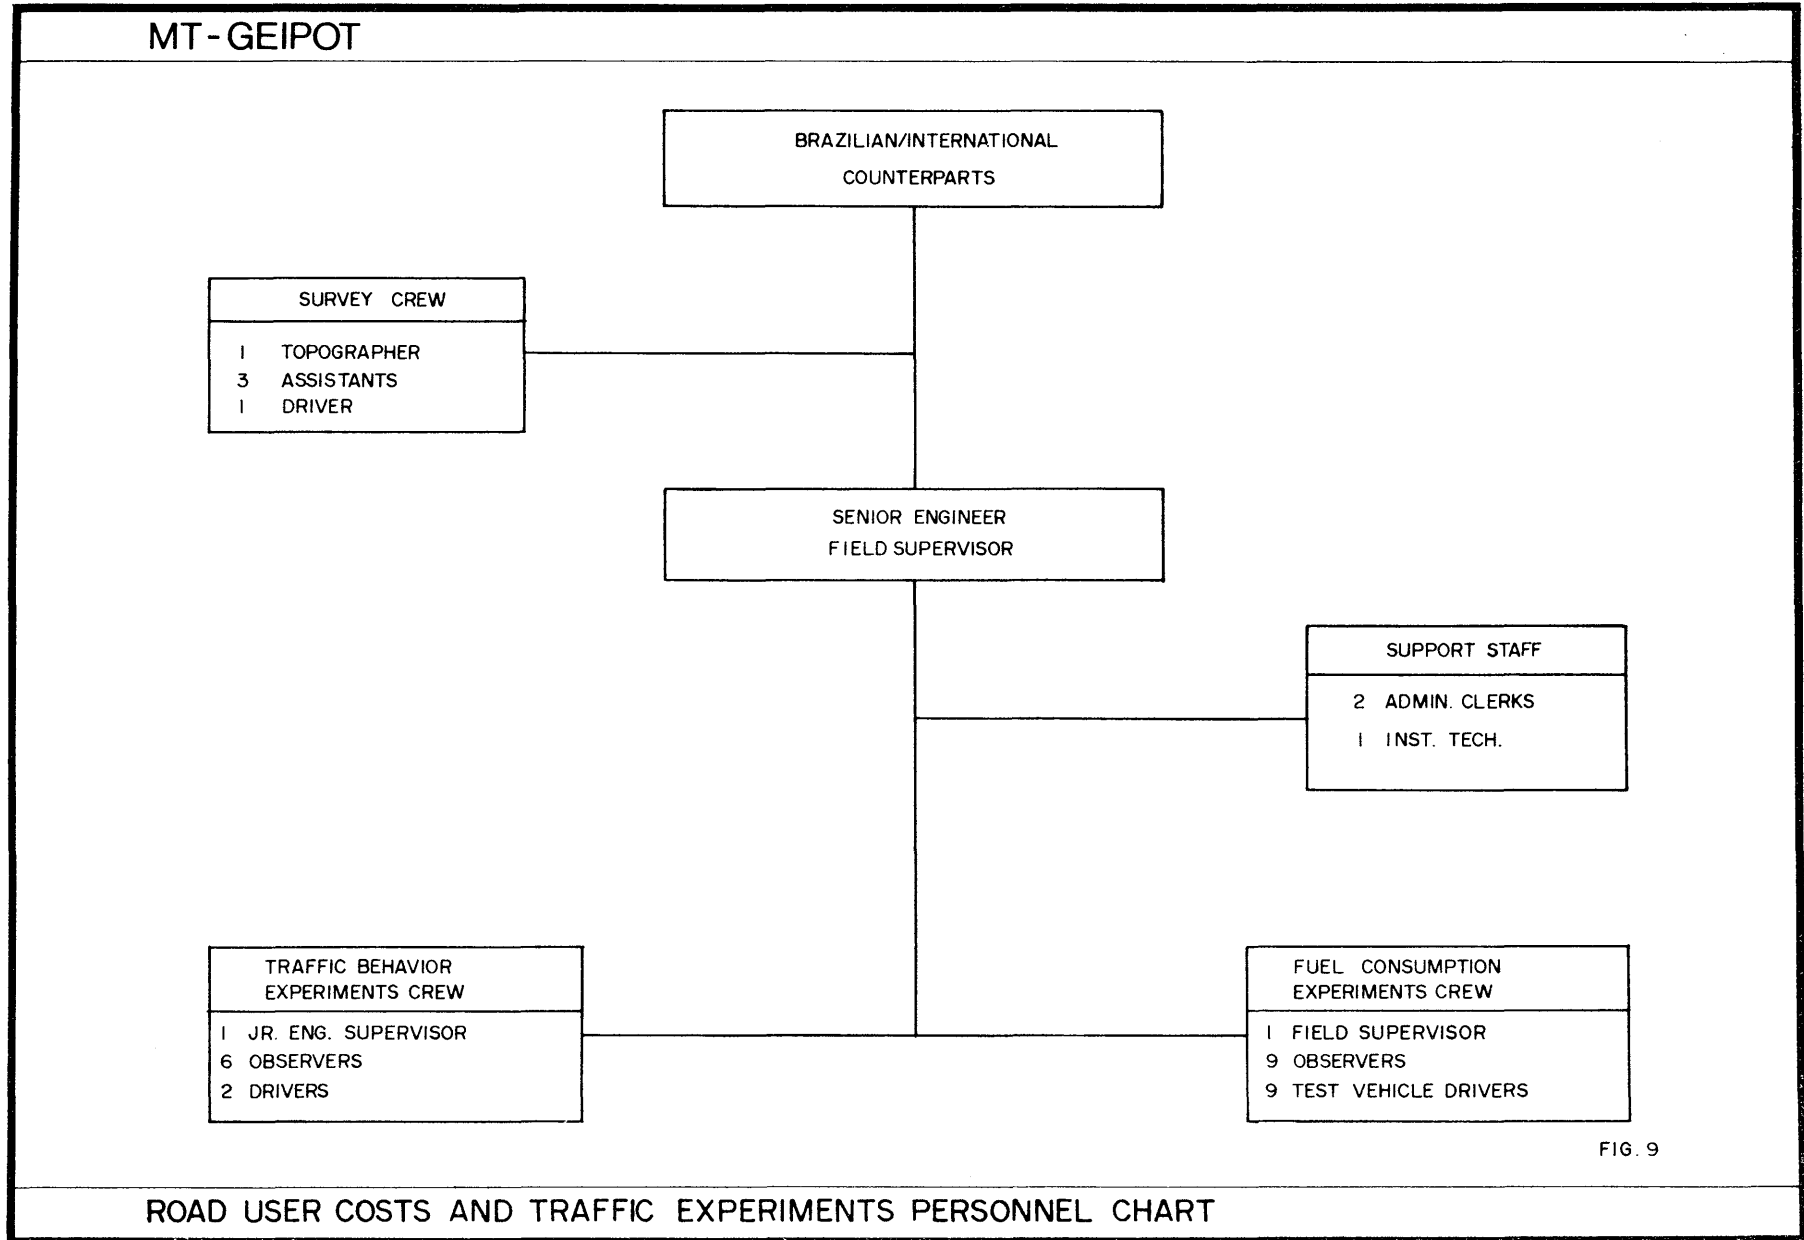 MT-GEIPOT
BRAZILIAN/INTERNATIONAL
COUNTERPARTS
SURVEY CREW
1 TOPOGRAPHER
3 ASSISTANTS
1 DRIVER
SENIOR ENGINEER
FIELD SUPERVISOR
SUPPORT STAFF
2 ADMIN. CLERKS
1 INST. TECH.
TRAFFIC BEHAVIOR
EXPERIMENTS CREW
1 JR. ENG. SUPERVISOR
6 OBSERVERS
2 DRIVERS
FUEL CONSUMPTION
EXPERIMENTS CREW
1 FIELD SUPERVISOR
9 OBSERVERS
9 TEST VEHICLE DRIVERS
FIG. 9
ROAD USER COSTS AND TRAFFIC EXPERIMENTS PERSONNEL CHART